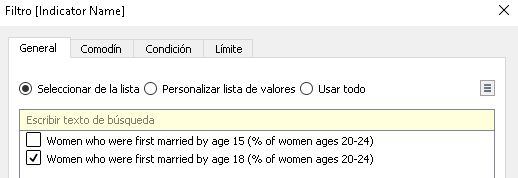 Filtro [Indicator Name]
General Comodín Condición Límite
Seleccionar de la lista Personalizar lista de valores Usar todo
Escribir texto de búsqueda
Women who were first married by age 15 (% of women ages 20-24)
Women who were first married by age 18 (% of women ages 20-24)